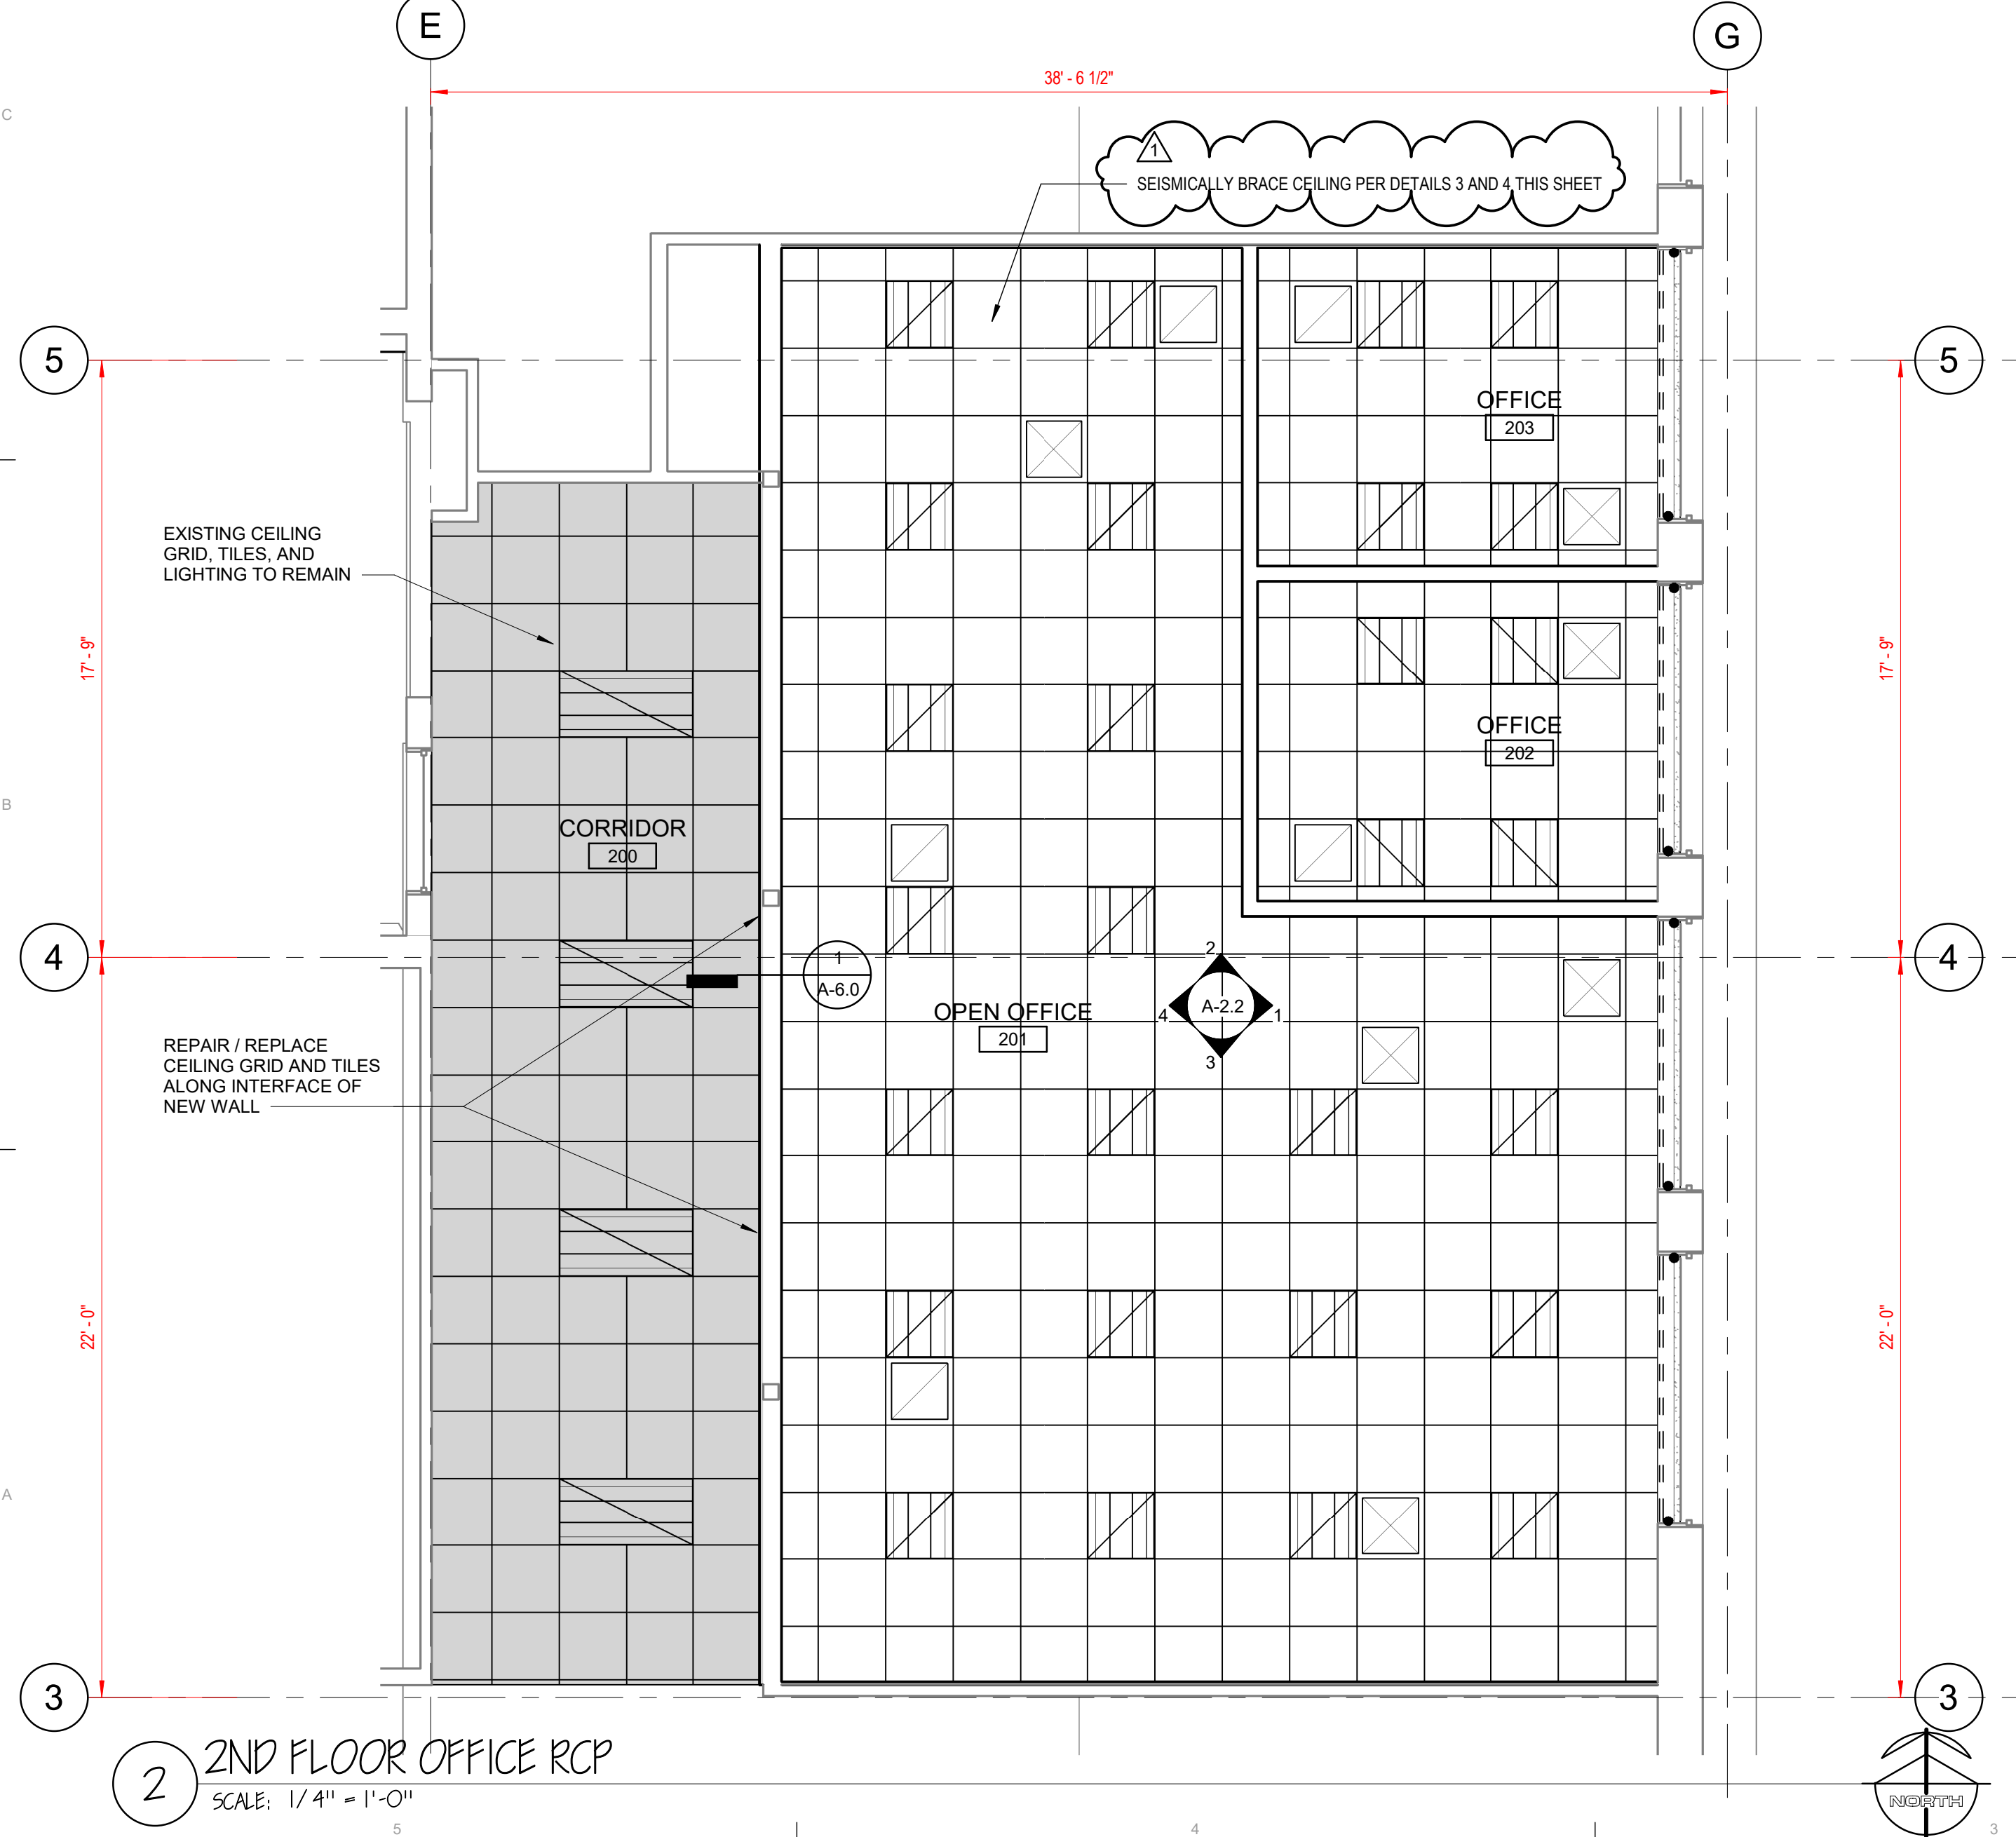 E
G
38' - 6 1/2"
C
1
SEISMICALLY BRACE CEILING PER DETAILS 3 AND 4 THIS SHEET
5
5
OFFICE
203
EXISTING CEILING
GRID, TILES, AND
LIGHTING TO REMAIN
17' - 9"
17' - 9"
OFFICE
202
B
CORRIDOR
200
4
4
1
A-6.0
2
A-2.2
4
1
3
OPEN OFFICE
201
REPAIR / REPLACE
CEILING GRID AND TILES
ALONG INTERFACE OF
NEW WALL
22' - 0"
22' - 0"
A
3
3
2
2ND FLOOR OFFICE RCP
SCALE: 1/4" = 1'-0"
NORTH
5
4
3